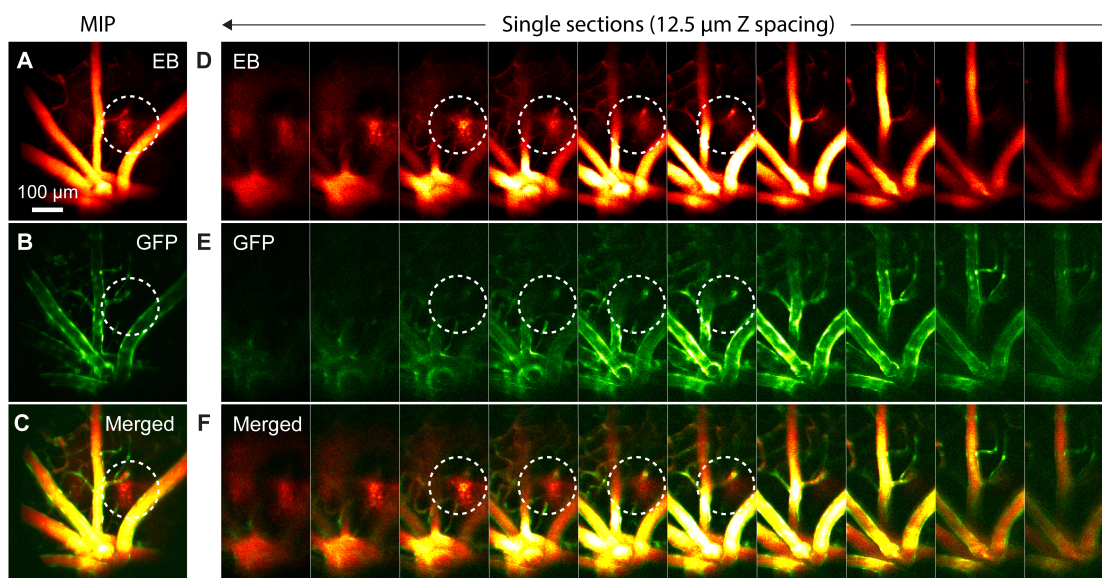 MIP
Single sections (12.5 µm Z spacing)
A EB D EB
100 µm
B GFP E GFP
C Merged F Merged